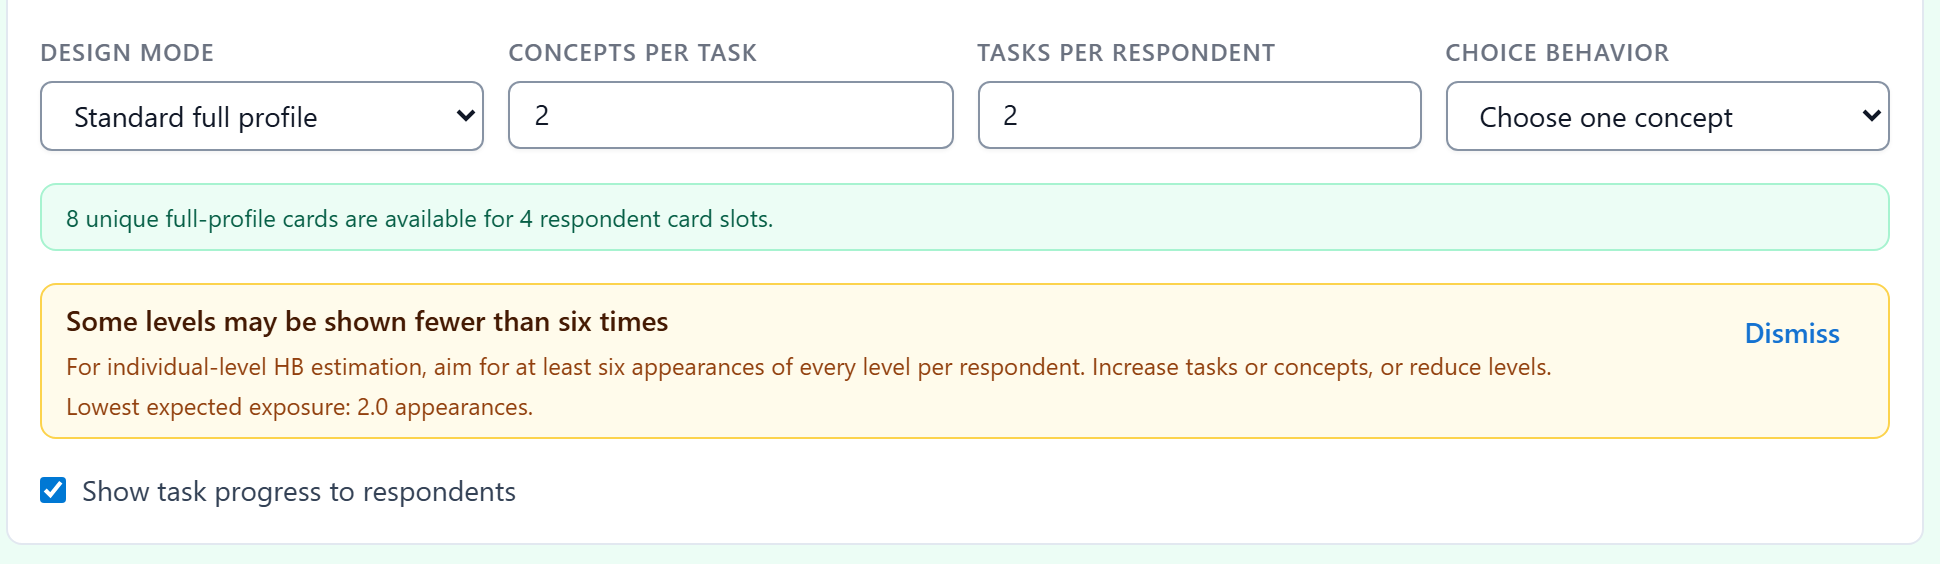 DESIGN MODE
CONCEPTS PER TASK
TASKS PER RESPONDENT
CHOICE BEHAVIOR
Standard full profile
2
2
Choose one concept
8 unique full-profile cards are available for 4 respondent card slots.
Some levels may be shown fewer than six times
Dismiss
For individual-level HB estimation, aim for at least six appearances of every level per respondent. Increase tasks or concepts, or reduce levels.
Lowest expected exposure: 2.0 appearances.
Show task progress to respondents